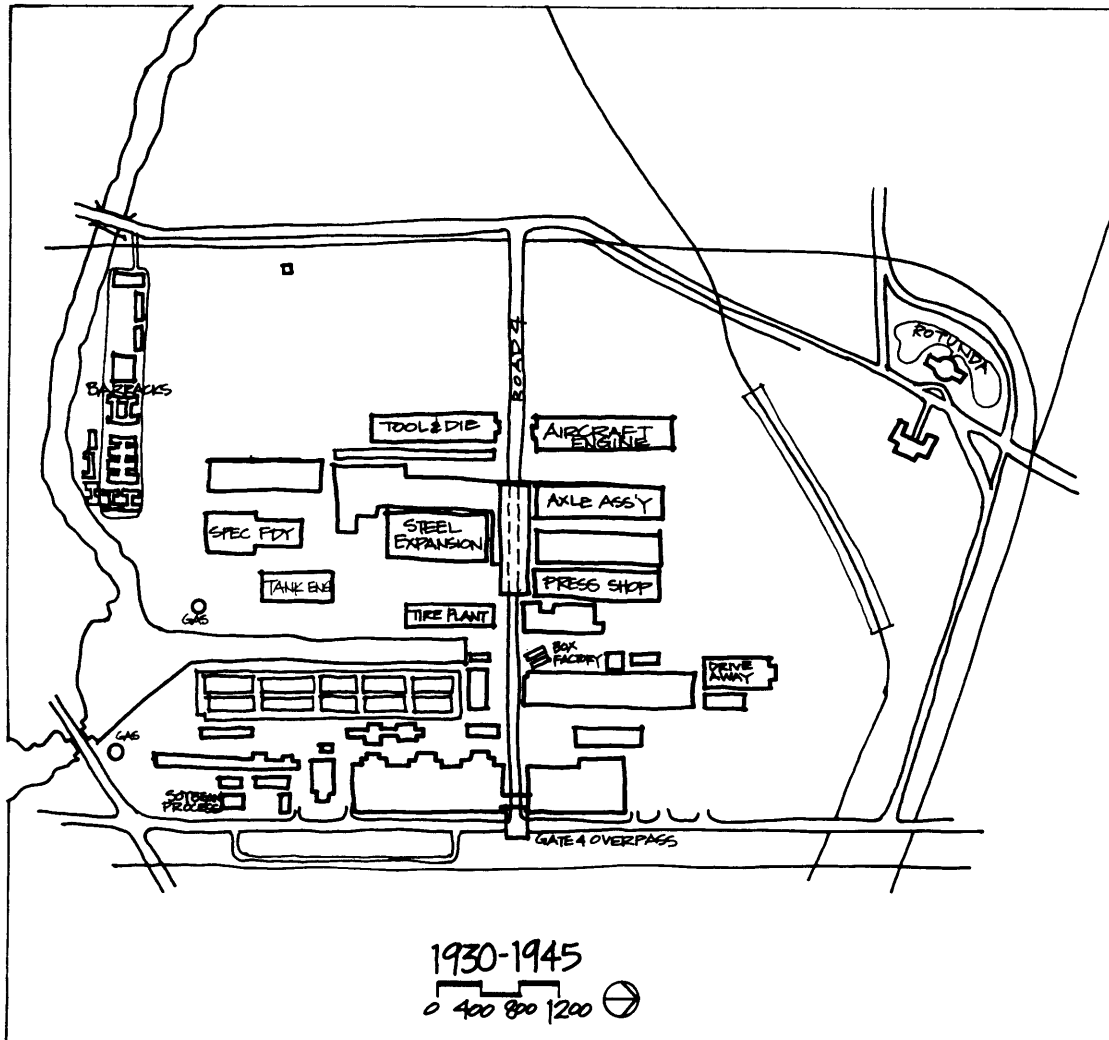 ROTUNDA
ROAD 4
BARRACKS
TOOL & DIE
AIRCRAFT
ENGINE
AXLE ASS'Y
SPEC FDY
STEEL
EXPANSION
TANK ENG
PRESS SHOP
TIRE PLANT
GAS
BOX
FACTORY
DRIVE
AWAY
GAS
SOYBEAN
PROCESS
GATE 4 OVERPASS
1930-1945
0 400 800 1200